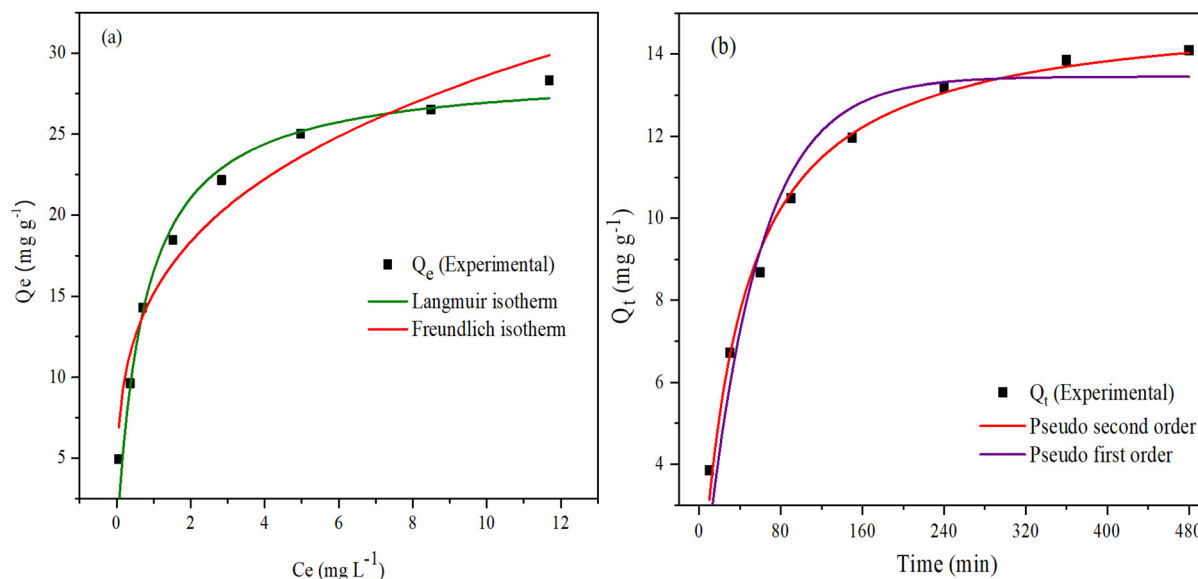 (a)
30
25
20
15
10
5
0 2 4 6 8 10 12
Qe (mg g⁻¹)
Ce (mg L⁻¹)
Qₑ (Experimental)
Langmuir isotherm
Freundlich isotherm
(b)
14
12
10
8
6
4
0 80 160 240 320 400 480
Qₜ (mg g⁻¹)
Time (min)
Qₜ (Experimental)
Pseudo second order
Pseudo first order